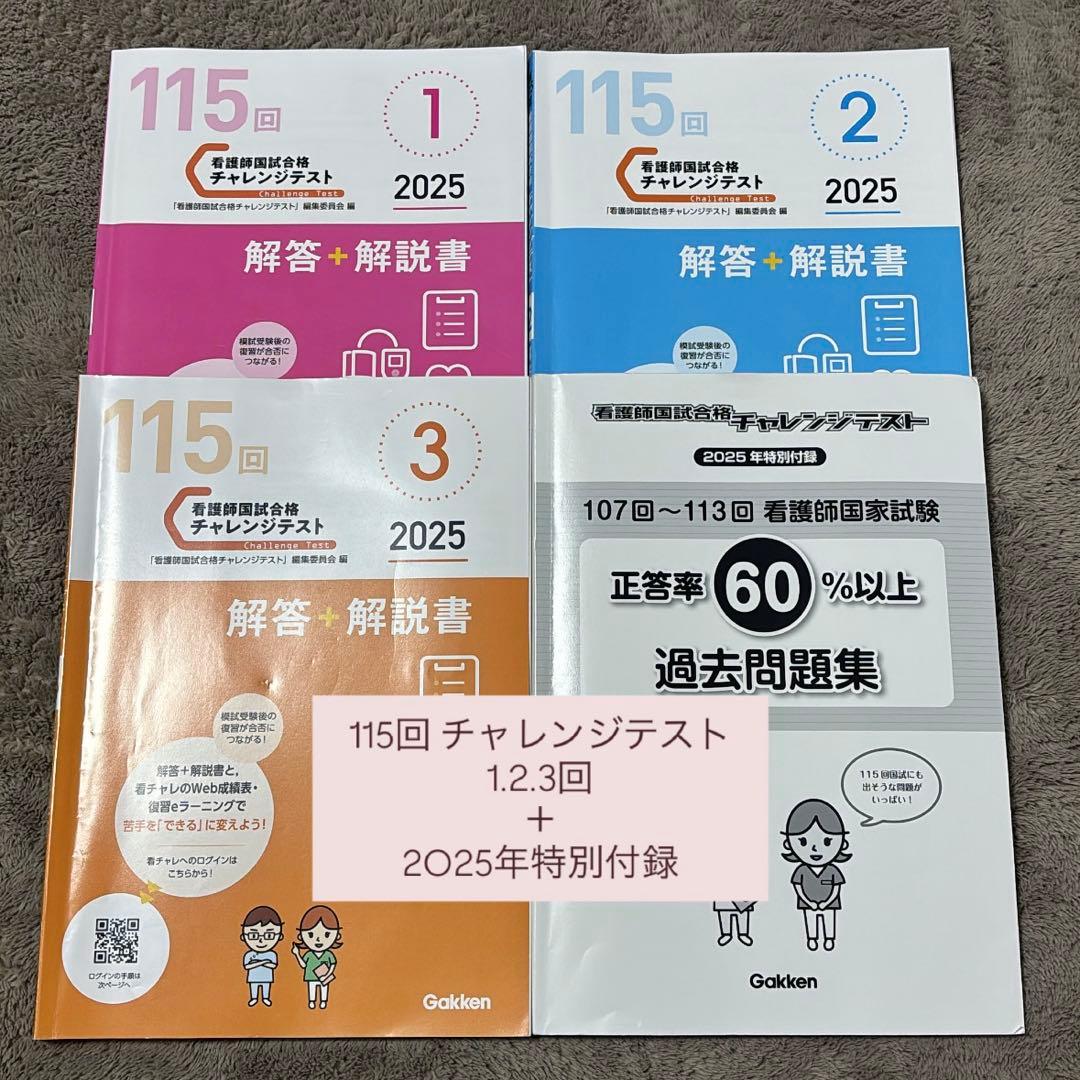 115回
1
看護師国試合格
チャレンジテスト
Challenge Test
2025
「看護師国試合格チャレンジテスト」編集委員会 編
解答+解説書
模試受験後の
復習が合否に
つながる!
115回
2
看護師国試合格
チャレンジテスト
Challenge Test
2025
「看護師国試合格チャレンジテスト」編集委員会 編
解答+解説書
模試受験後の
復習が合否に
つながる!
115回
3
看護師国試合格
チャレンジテスト
Challenge Test
2025
「看護師国試合格チャレンジテスト」編集委員会 編
解答+解説書
模試受験後の
復習が合否に
つながる!
解答+解説書と,
看チャレのWeb成績表・
復習eラーニングで
苦手を「できる」に変えよう!
看チャレへのログインは
こちらから!
ログインの手順は
次ページへ
Gakken
看護師国試合格チャレンジテスト
2025年特別付録
107回〜113回 看護師国家試験
正答率60%以上
過去問題集
115回国試にも
出そうな問題が
いっぱい!
Gakken
115回 チャレンジテスト
1.2.3回
+
2025年特別付録